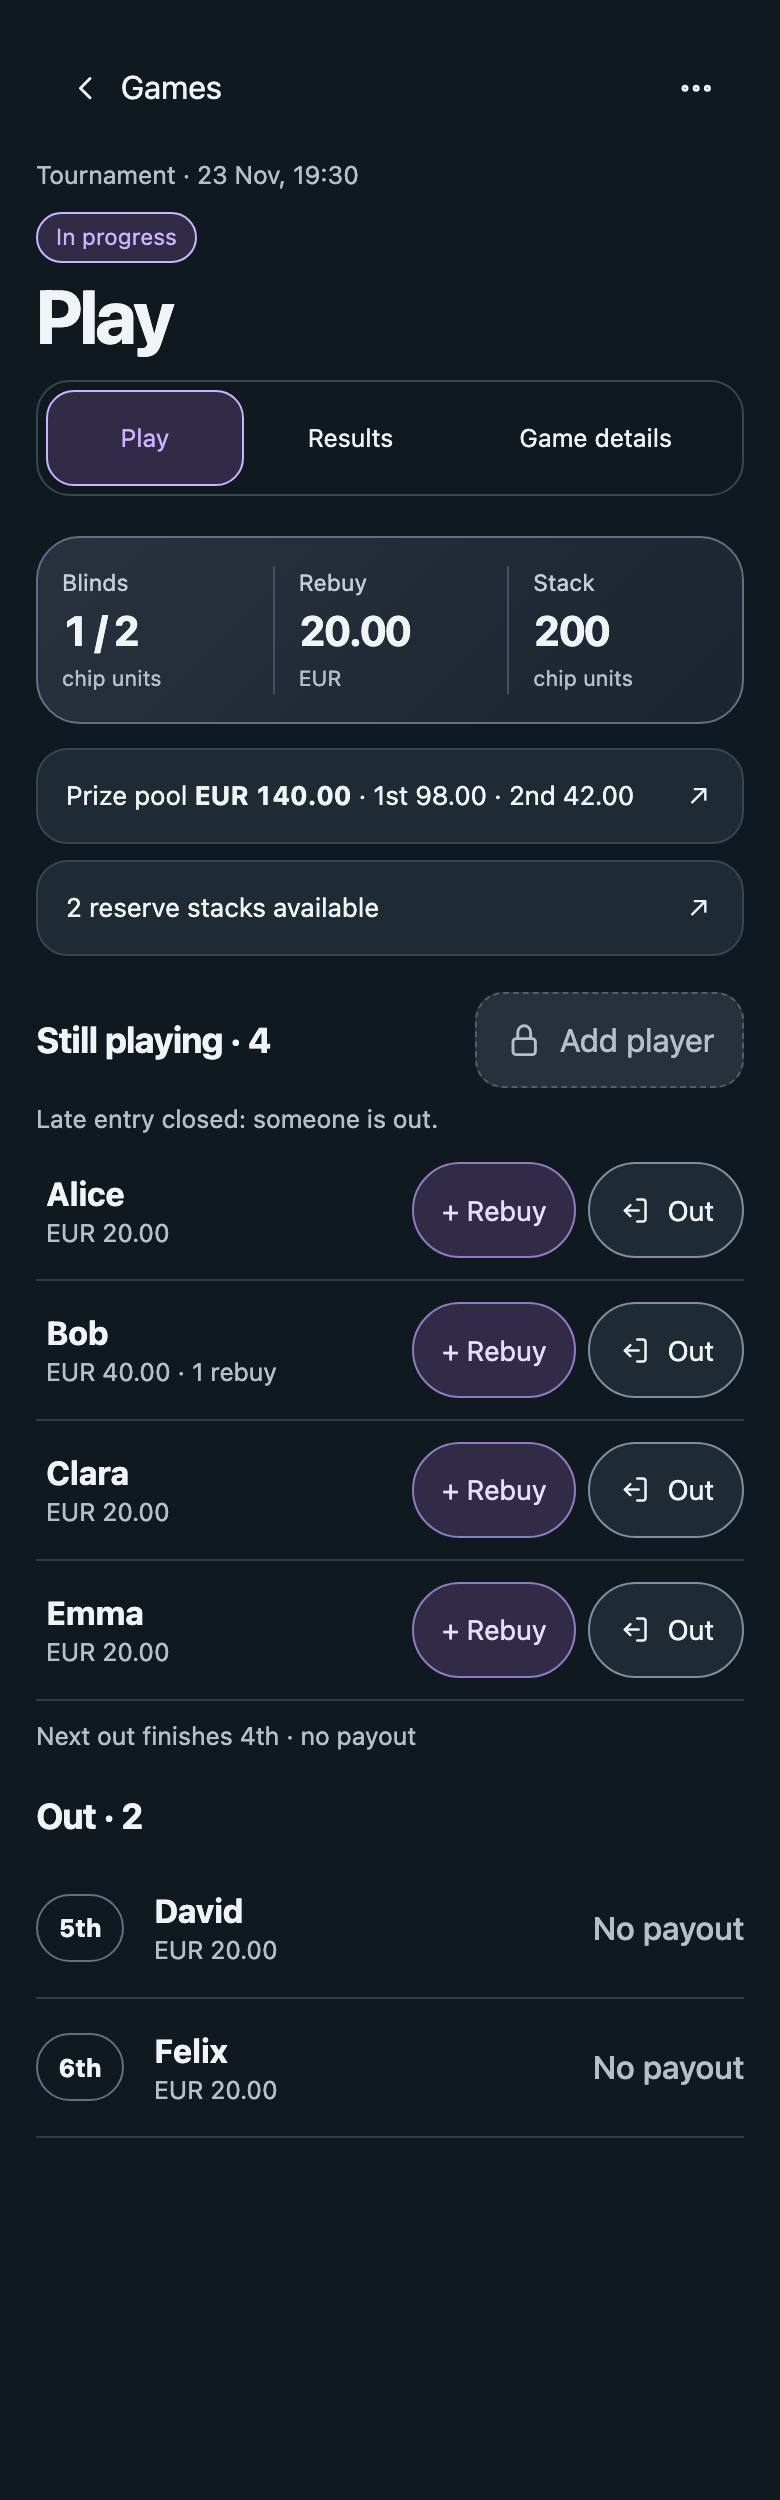 Games
Tournament · 23 Nov, 19:30
In progress
Play
Play Results Game details
Blinds Rebuy Stack
1 / 2 20.00 200
chip units EUR chip units
Prize pool EUR 140.00 · 1st 98.00 · 2nd 42.00
2 reserve stacks available
Still playing · 4 Add player
Late entry closed: someone is out.
Alice
EUR 20.00
+ Rebuy Out
Bob
EUR 40.00 · 1 rebuy
+ Rebuy Out
Clara
EUR 20.00
+ Rebuy Out
Emma
EUR 20.00
+ Rebuy Out
Next out finishes 4th · no payout
Out · 2
5th David No payout
EUR 20.00
6th Felix No payout
EUR 20.00